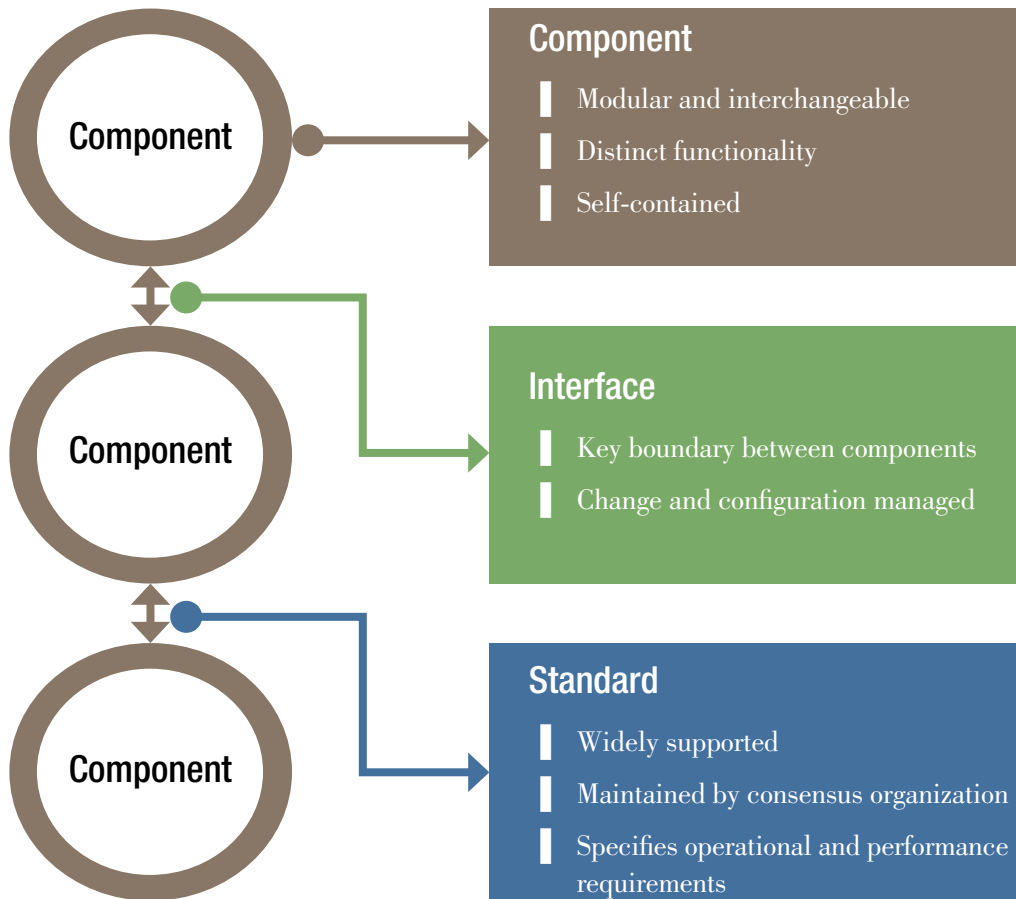 Component
Component
Modular and interchangeable
Distinct functionality
Self-contained
Component
Interface
Key boundary between components
Change and configuration managed
Component
Standard
Widely supported
Maintained by consensus organization
Specifies operational and performance
requirements